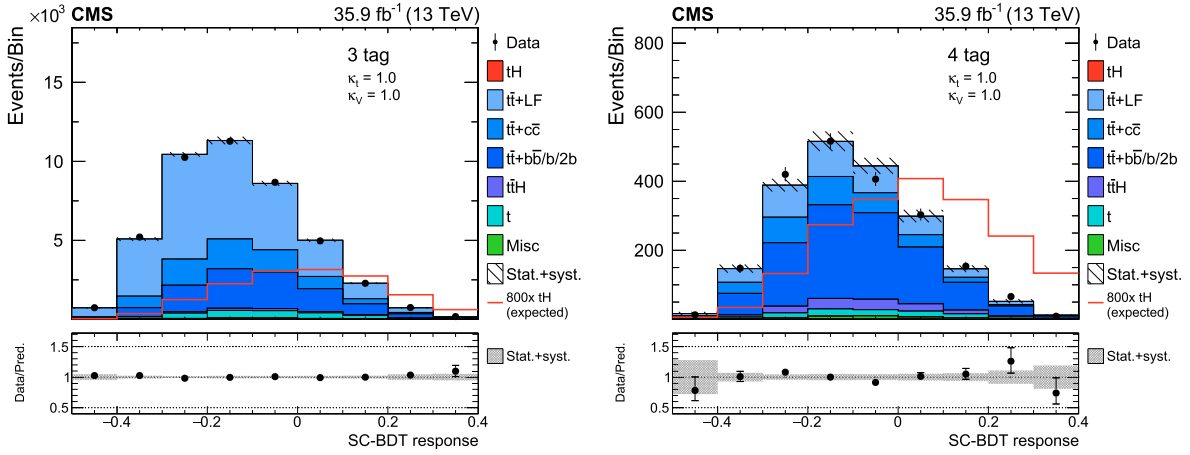 ×10³ CMS 35.9 fb⁻¹ (13 TeV)
Events/Bin
15
10
5
3 tag
κt = 1.0
κV = 1.0
Data
tH
tt̄+LF
tt̄+cc̄
tt̄+bb̄/b/2b
tt̄H
t
Misc
Stat.+syst.
800x tH
(expected)
Data/Pred.
1.5
1
0.5
Stat.+syst.
−0.4 −0.2 0 0.2 0.4
SC-BDT response
CMS 35.9 fb⁻¹ (13 TeV)
Events/Bin
800
600
400
200
4 tag
κt = 1.0
κV = 1.0
Data
tH
tt̄+LF
tt̄+cc̄
tt̄+bb̄/b/2b
tt̄H
t
Misc
Stat.+syst.
800x tH
(expected)
Data/Pred.
1.5
1
0.5
Stat.+syst.
−0.4 −0.2 0 0.2 0.4
SC-BDT response